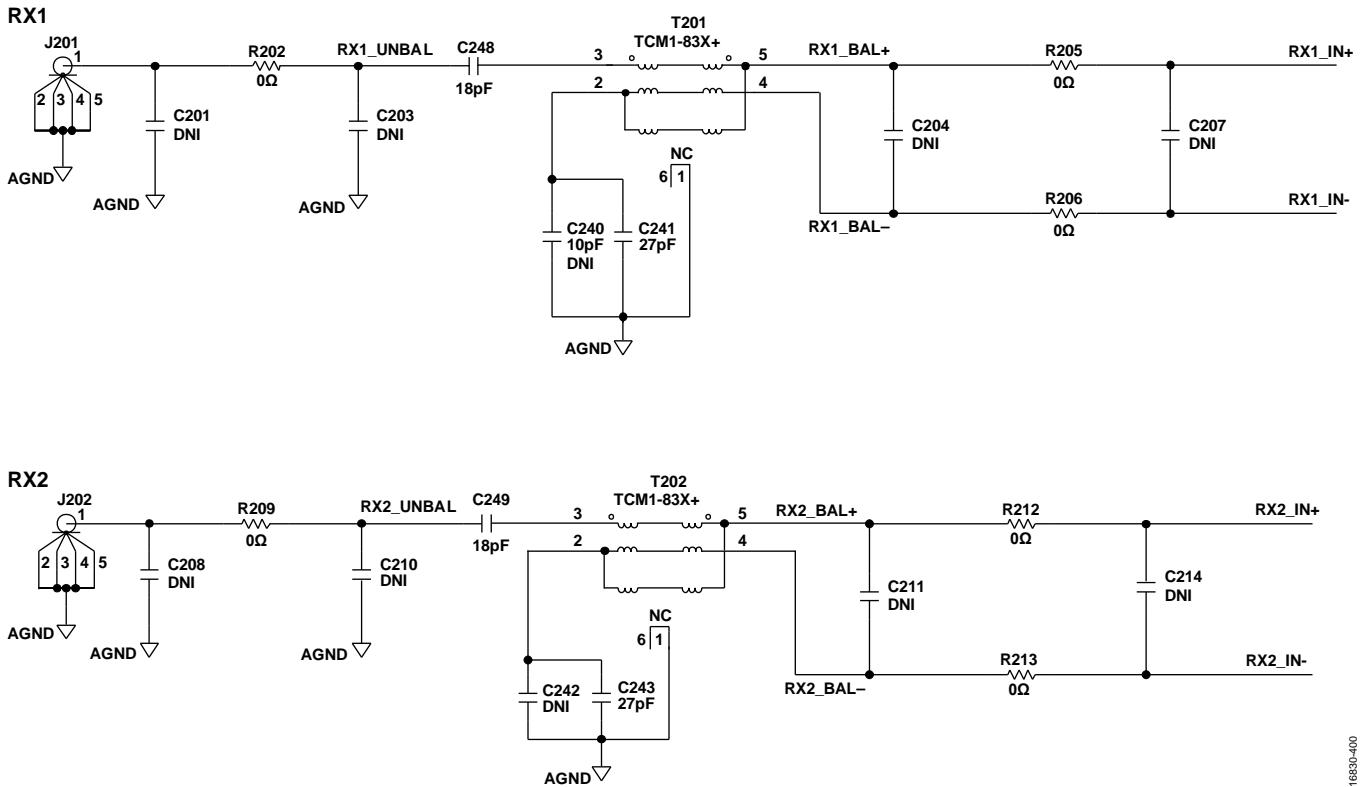 RX1
J201
1
2 3 4 5
AGND
C201
DNI
AGND
R202
0Ω
RX1_UNBAL
C203
DNI
AGND
C248
18pF
T201
TCM1-83X+
3
5
2
4
NC
6 1
C240
10pF
DNI
C241
27pF
AGND
RX1_BAL+
RX1_BAL–
C204
DNI
R205
0Ω
R206
0Ω
C207
DNI
RX1_IN+
RX1_IN-
RX2
J202
1
2 3 4 5
AGND
C208
DNI
AGND
R209
0Ω
RX2_UNBAL
C210
DNI
AGND
C249
18pF
T202
TCM1-83X+
3
5
2
4
NC
6 1
C242
DNI
C243
27pF
AGND
RX2_BAL+
RX2_BAL–
C211
DNI
R212
0Ω
R213
0Ω
C214
DNI
RX2_IN+
RX2_IN-
16830-400